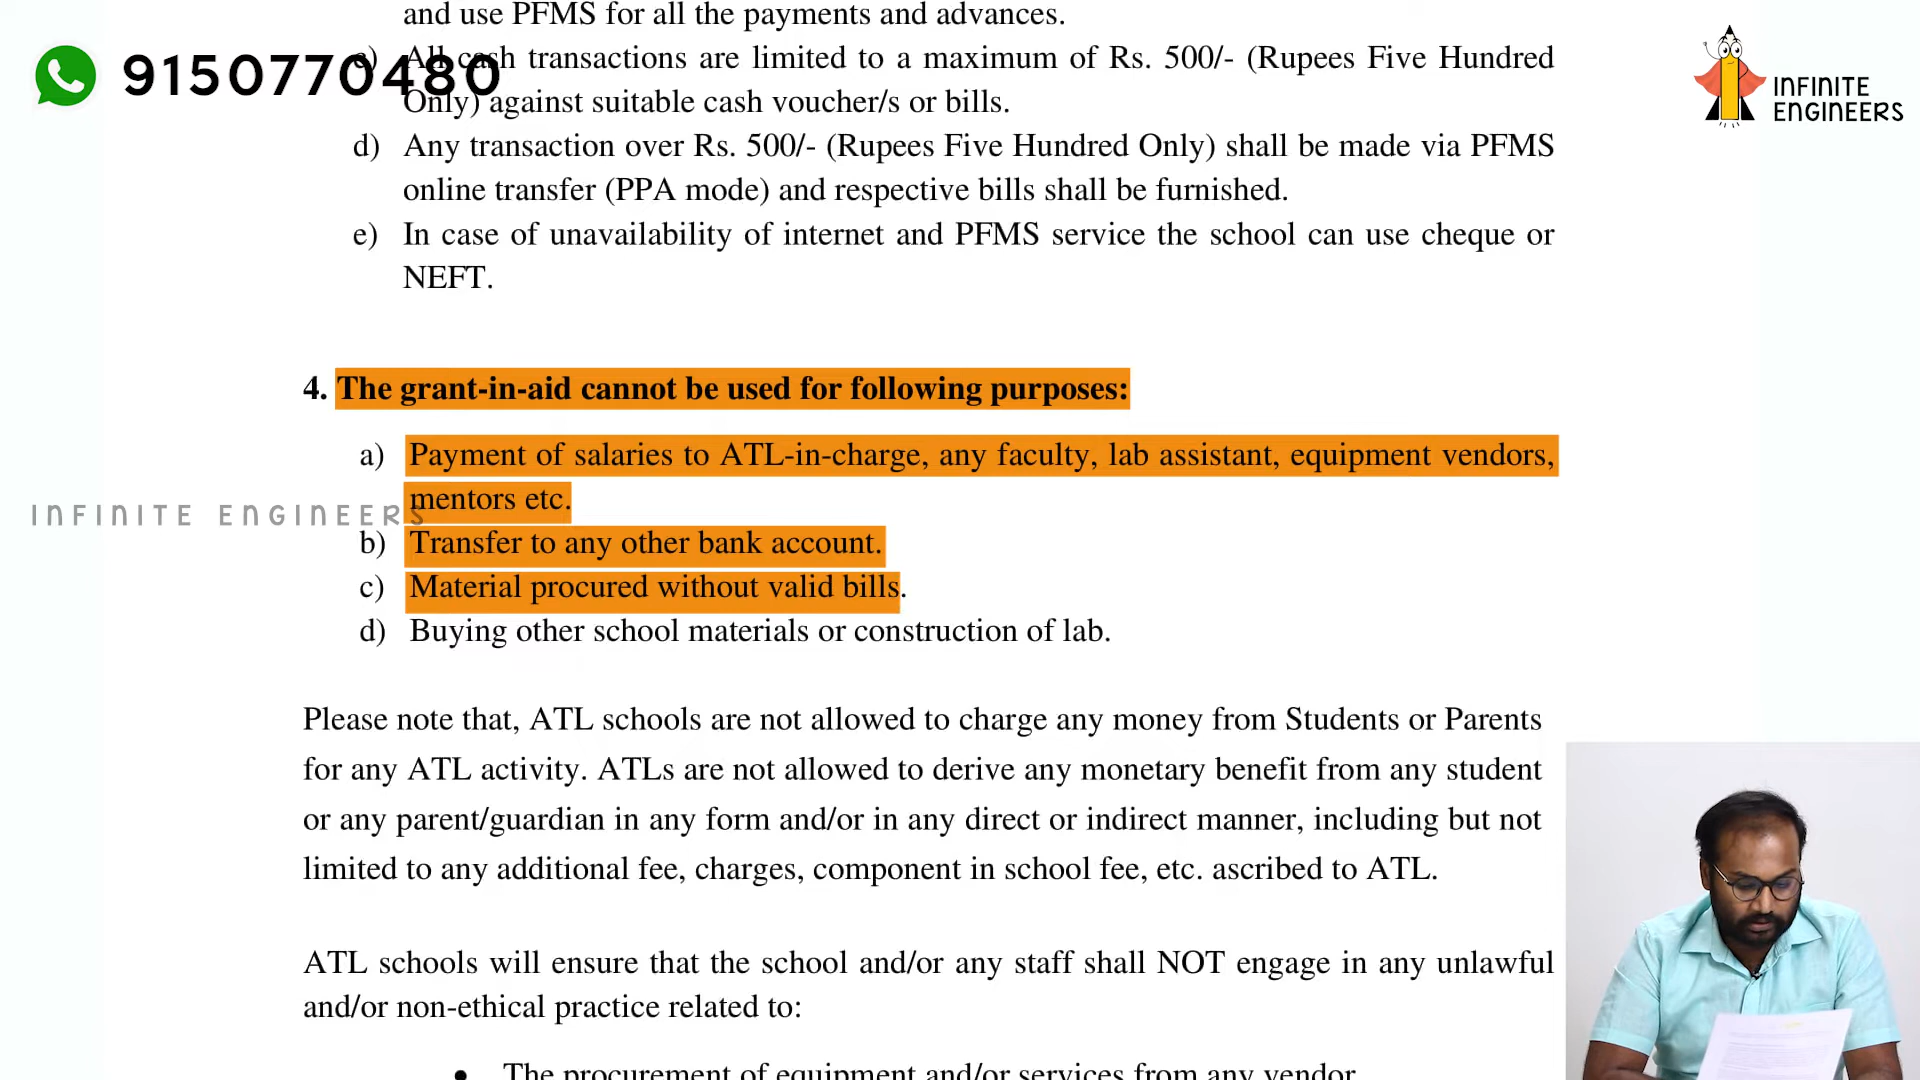 and use PFMS for all the payments and advances.
9150770480
c) All cash transactions are limited to a maximum of Rs. 500/- (Rupees Five Hundred
Only) against suitable cash voucher/s or bills.
INFINITE
ENGINEERS
d) Any transaction over Rs. 500/- (Rupees Five Hundred Only) shall be made via PFMS
online transfer (PPA mode) and respective bills shall be furnished.
e) In case of unavailability of internet and PFMS service the school can use cheque or
NEFT.
4. The grant-in-aid cannot be used for following purposes:
a) Payment of salaries to ATL-in-charge, any faculty, lab assistant, equipment vendors,
mentors etc.
INFINITE ENGINEERS
b) Transfer to any other bank account.
c) Material procured without valid bills.
d) Buying other school materials or construction of lab.
Please note that, ATL schools are not allowed to charge any money from Students or Parents
for any ATL activity. ATLs are not allowed to derive any monetary benefit from any student
or any parent/guardian in any form and/or in any direct or indirect manner, including but not
limited to any additional fee, charges, component in school fee, etc. ascribed to ATL.
ATL schools will ensure that the school and/or any staff shall NOT engage in any unlawful
and/or non-ethical practice related to:
• The procurement of equipment and/or services from any vendor